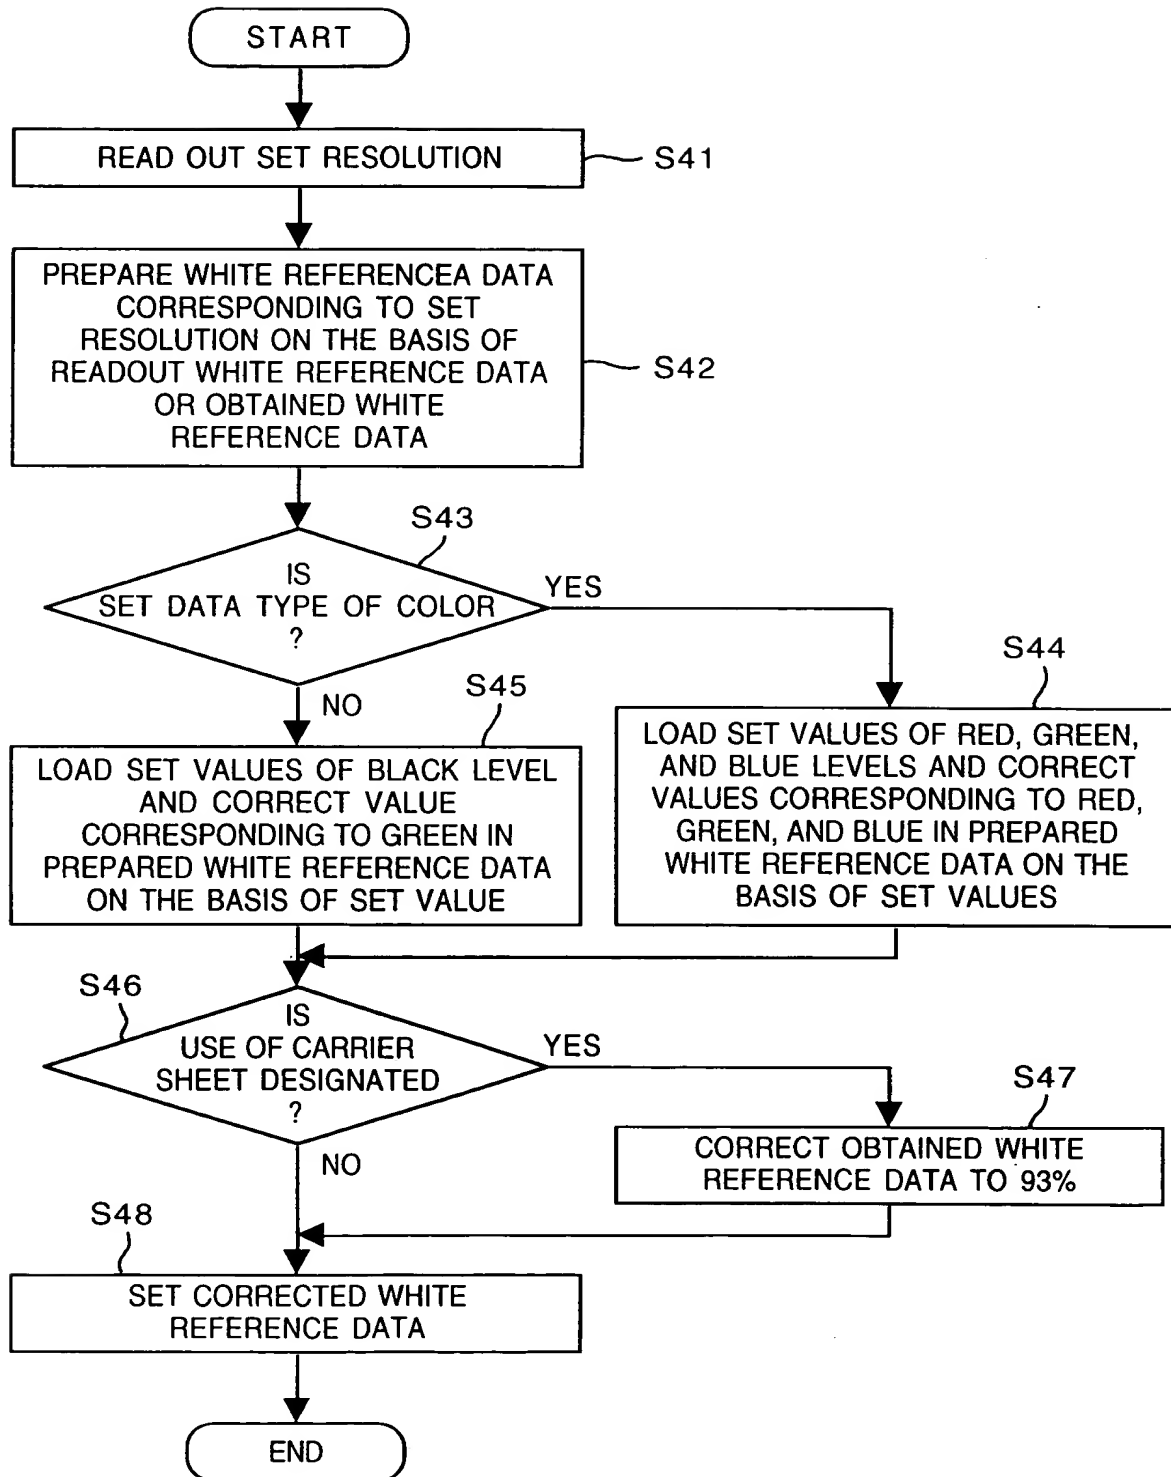 START
READ OUT SET RESOLUTION
S41
PREPARE WHITE REFERENCEA DATA
CORRESPONDING TO SET
RESOLUTION ON THE BASIS OF
READOUT WHITE REFERENCE DATA
OR OBTAINED WHITE
REFERENCE DATA
S42
S43
IS
SET DATA TYPE OF COLOR
?
YES
NO
S44
LOAD SET VALUES OF RED, GREEN,
AND BLUE LEVELS AND CORRECT
VALUES CORRESPONDING TO RED,
GREEN, AND BLUE IN PREPARED
WHITE REFERENCE DATA ON THE
BASIS OF SET VALUES
S45
LOAD SET VALUES OF BLACK LEVEL
AND CORRECT VALUE
CORRESPONDING TO GREEN IN
PREPARED WHITE REFERENCE DATA
ON THE BASIS OF SET VALUE
S46
IS
USE OF CARRIER
SHEET DESIGNATED
?
YES
NO
S47
CORRECT OBTAINED WHITE
REFERENCE DATA TO 93%
S48
SET CORRECTED WHITE
REFERENCE DATA
END